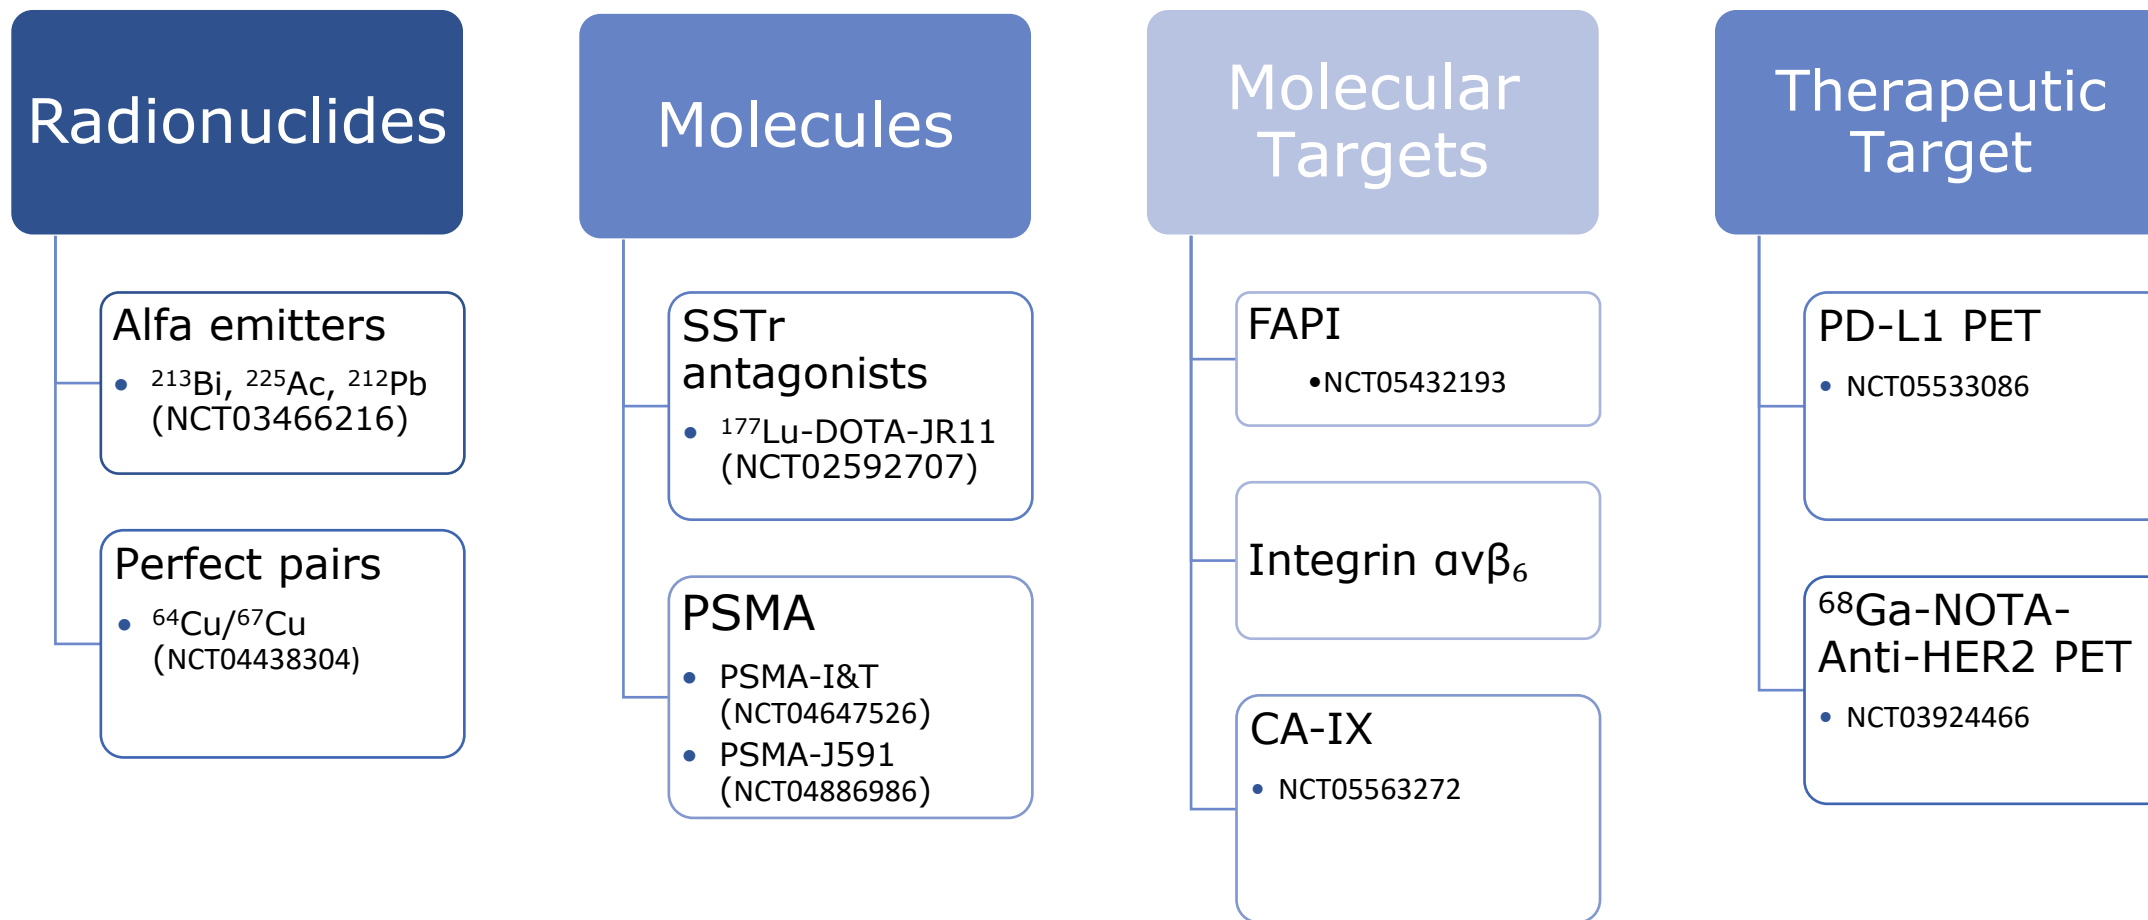 Radionuclides
Alfa emitters
• ²¹³Bi, ²²⁵Ac, ²¹²Pb
(NCT03466216)
Perfect pairs
• ⁶⁴Cu/⁶⁷Cu
(NCT04438304)
Molecules
SSTr
antagonists
• ¹⁷⁷Lu-DOTA-JR11
(NCT02592707)
PSMA
• PSMA-I&T
(NCT04647526)
• PSMA-J591
(NCT04886986)
Molecular
Targets
FAPI
•NCT05432193
Integrin αvβ₆
CA-IX
• NCT05563272
Therapeutic
Target
PD-L1 PET
• NCT05533086
⁶⁸Ga-NOTA-
Anti-HER2 PET
• NCT03924466